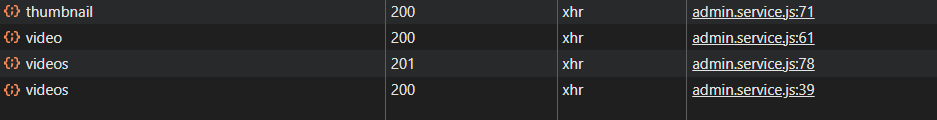 thumbnail 200 xhr admin.service.js:71
video 200 xhr admin.service.js:61
videos 201 xhr admin.service.js:78
videos 200 xhr admin.service.js:39